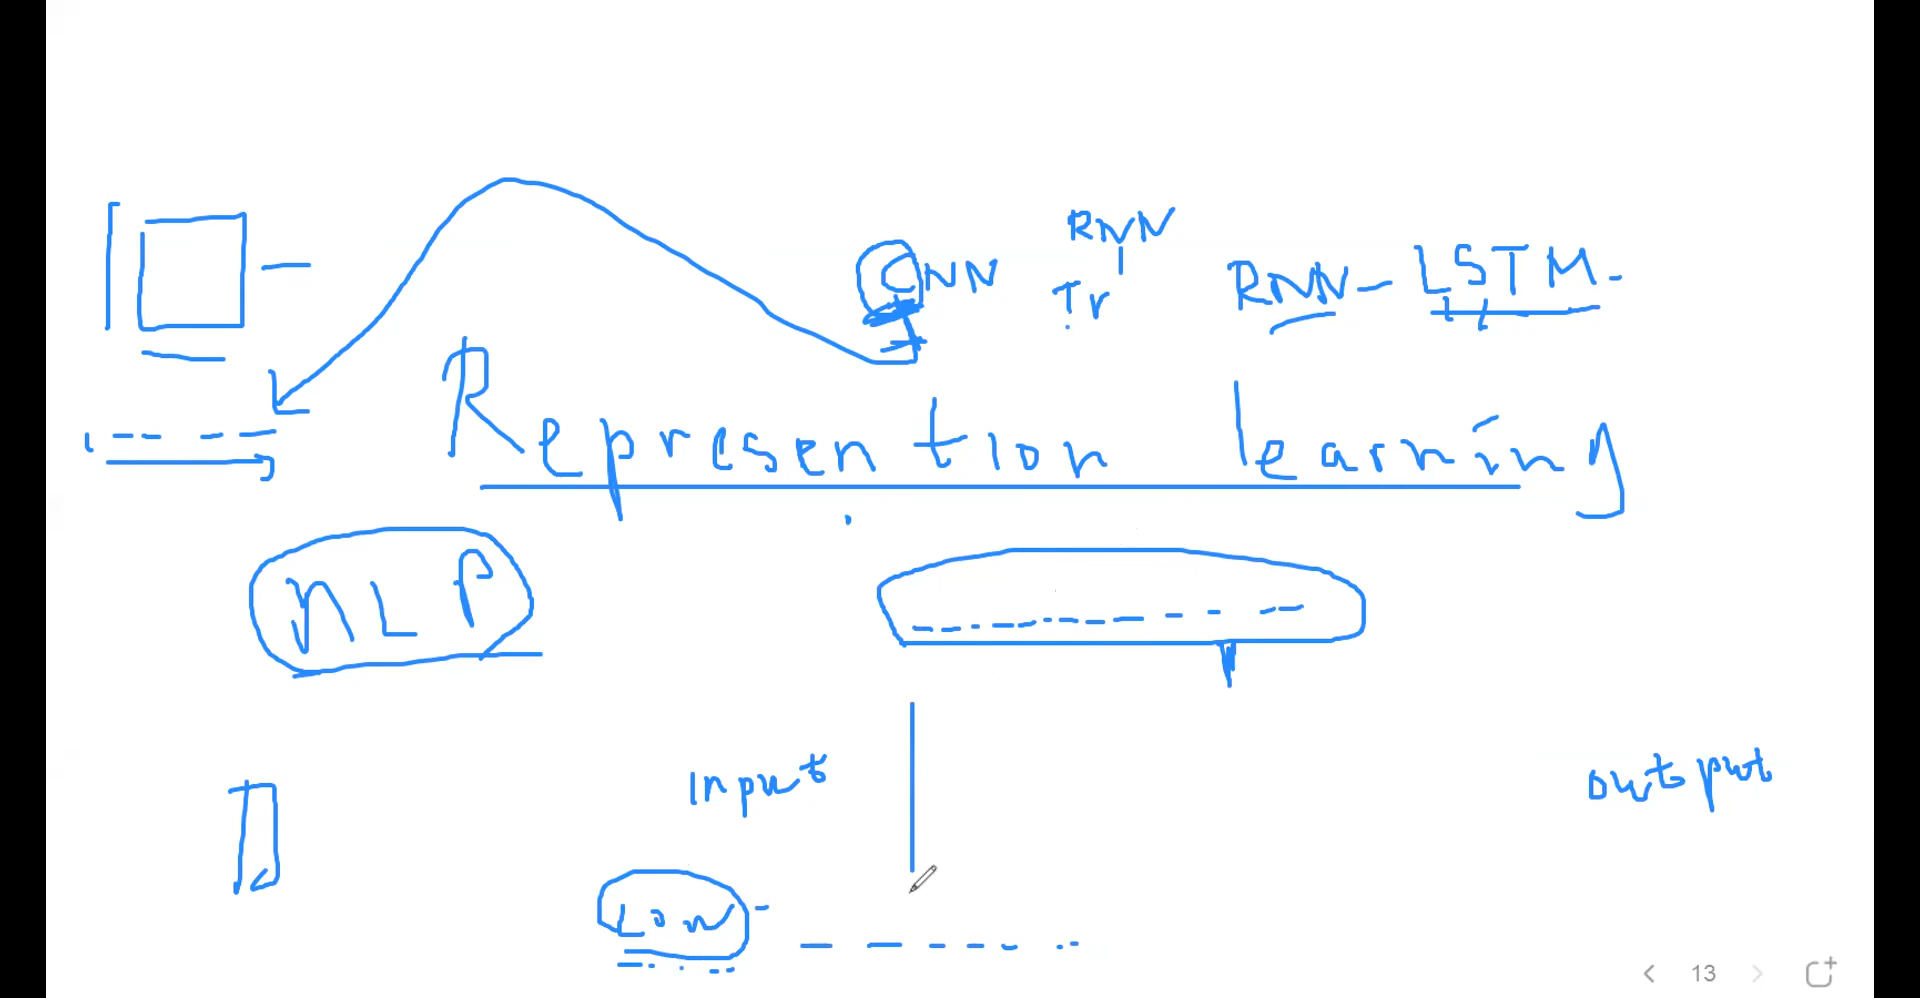 RNN
CNN Tr RNN - LSTM -
Represention learning
NLP
Input output
Low -
13